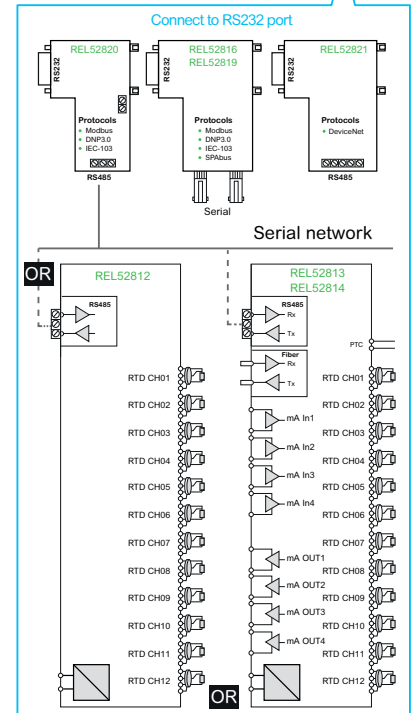 Connect to RS232 port
REL52820
RS232
Protocols
• Modbus
• DNP3.0
• IEC-103
RS485
REL52816
REL52819
RS232
Protocols
• Modbus
• DNP3.0
• IEC-103
• SPAbus
Serial
REL52821
RS232
Protocols
• DeviceNet
RS485
Serial network
OR
REL52812
RS485
RTD CH01
RTD CH02
RTD CH03
RTD CH04
RTD CH05
RTD CH06
RTD CH07
RTD CH08
RTD CH09
RTD CH10
RTD CH11
RTD CH12
OR
REL52813
REL52814
RS485
Rx
Tx
Fiber
Rx
Tx
mA In1
mA In2
mA In3
mA In4
mA OUT1
mA OUT2
mA OUT3
mA OUT4
PTC
RTD CH01
RTD CH02
RTD CH03
RTD CH04
RTD CH05
RTD CH06
RTD CH07
RTD CH08
RTD CH09
RTD CH10
RTD CH11
RTD CH12